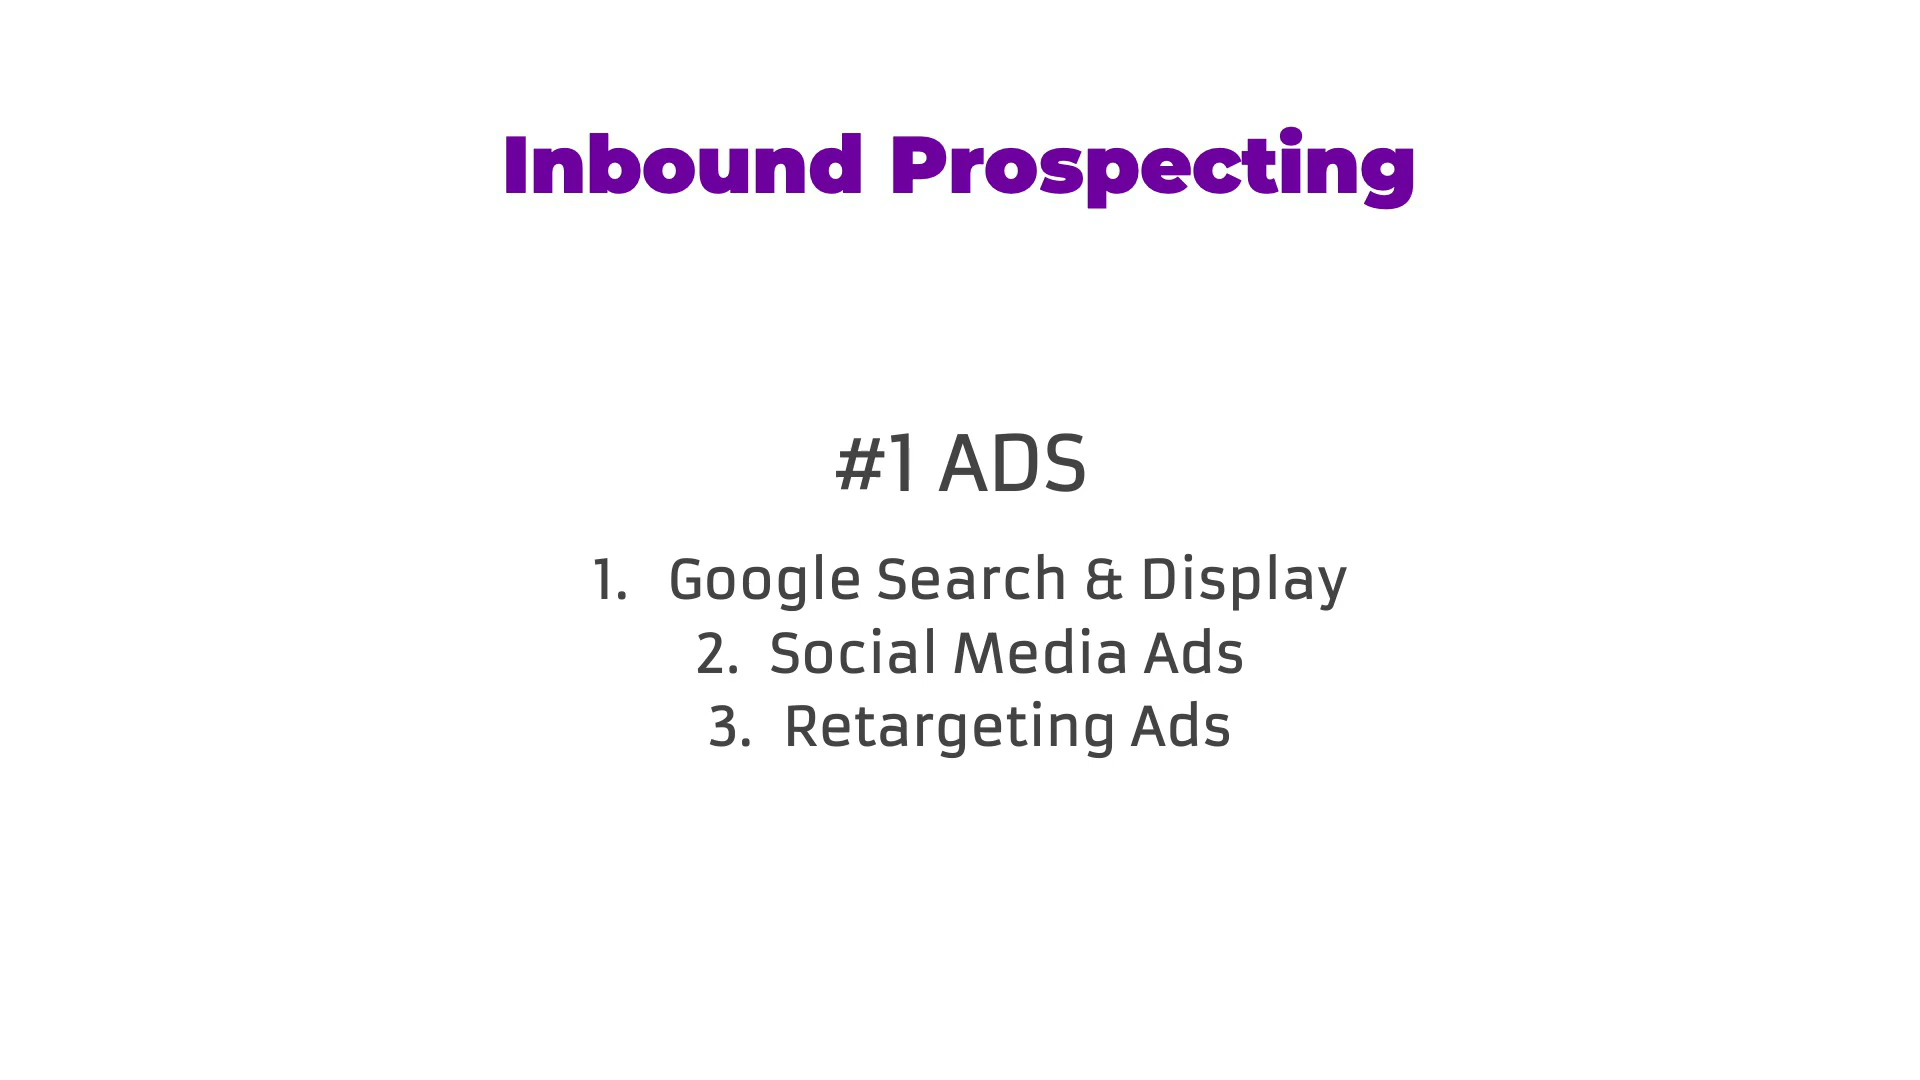 Inbound Prospecting
#1 ADS
1. Google Search & Display
2. Social Media Ads
3. Retargeting Ads